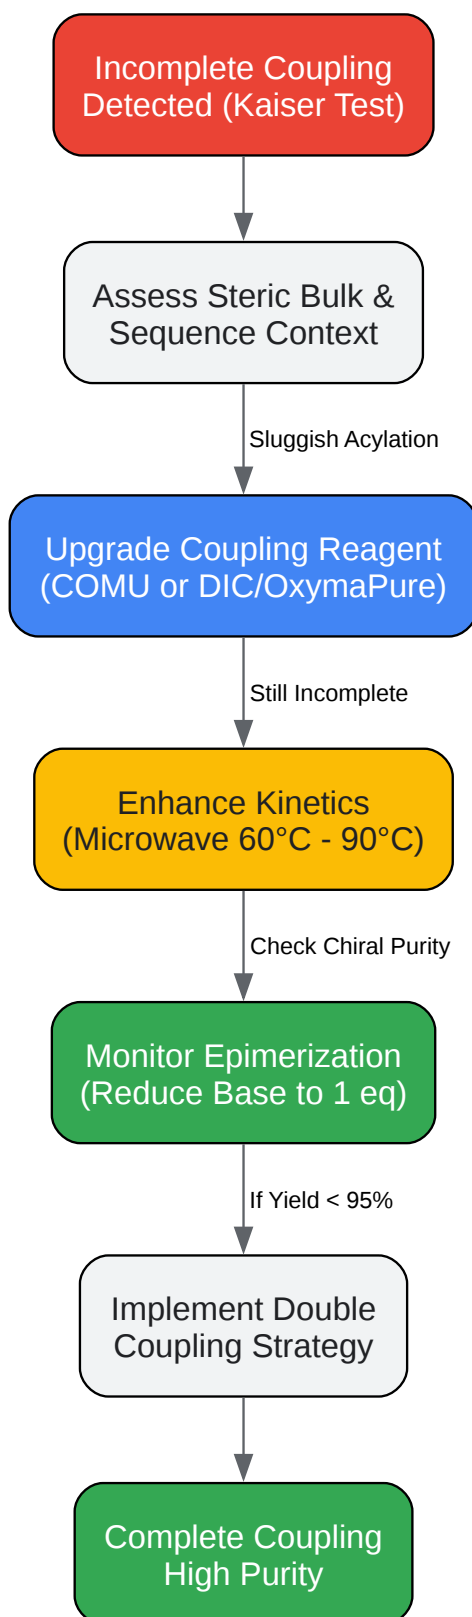 Incomplete Coupling
Detected (Kaiser Test)
Assess Steric Bulk &
Sequence Context
Sluggish Acylation
Upgrade Coupling Reagent
(COMU or DIC/OxymaPure)
Still Incomplete
Enhance Kinetics
(Microwave 60°C - 90°C)
Check Chiral Purity
Monitor Epimerization
(Reduce Base to 1 eq)
If Yield < 95%
Implement Double
Coupling Strategy
Complete Coupling
High Purity